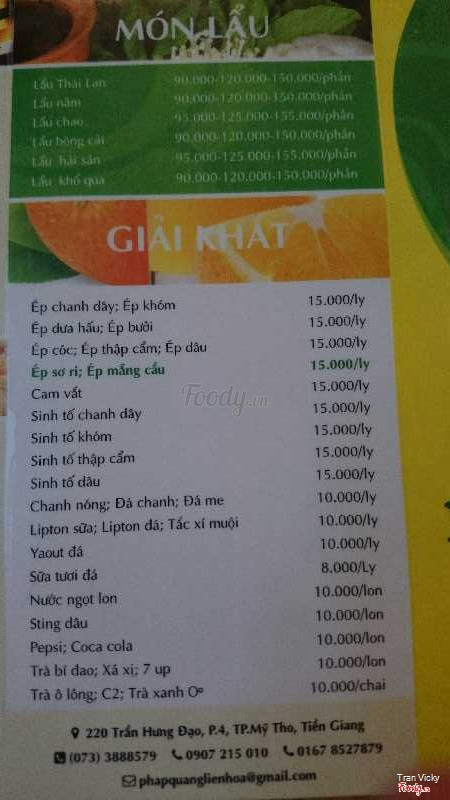 MÓN LẨU
Lẩu Thái Lan 90.000-120.000-150.000/phần
Lẩu nấm 90.000-120.000-150.000/phần
Lẩu chao 95.000-125.000-155.000/phần
Lẩu bông cải 90.000-120.000-150.000/phần
Lẩu hải sản 95.000-125.000-155.000/phần
Lẩu khổ qua 90.000-120.000-150.000/phần
GIẢI KHÁT
Ép chanh dây; Ép khóm 15.000/ly
Ép dưa hấu; Ép bưởi 15.000/ly
Ép cóc; Ép thập cẩm; Ép dâu 15.000/ly
Ép sơ ri; Ép mãng cầu 15.000/ly
Cam vắt 15.000/ly
Sinh tố chanh dây 15.000/ly
Sinh tố khóm 15.000/ly
Sinh tố thập cẩm 15.000/ly
Sinh tố dâu 15.000/ly
Chanh nóng; Đá chanh; Đá me 10.000/ly
Lipton sữa; Lipton đá; Tắc xí muội 10.000/ly
Yaout đá 10.000/ly
Sữa tươi đá 8.000/Ly
Nước ngọt lon 10.000/lon
Sting dâu 10.000/lon
Pepsi; Coca cola 10.000/lon
Trà bí đao; Xá xị; 7 up 10.000/lon
Trà ô lông; C2; Trà xanh Oº 10.000/chai
Foody.vn
220 Trần Hưng Đạo, P.4, TP.Mỹ Tho, Tiền Giang
(073) 3888579 0907 215 010 0167 8527879
phapquanglienhoa@gmail.com
Tran Vicky
Foody.vn